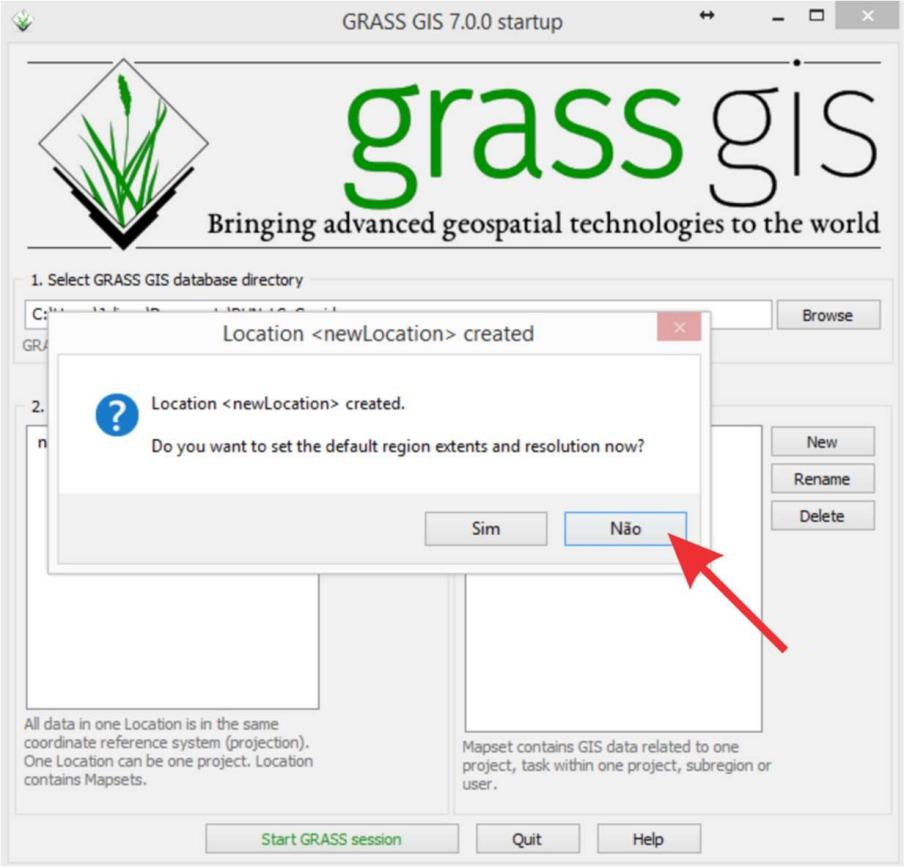 GRASS GIS 7.0.0 startup
grass gis
Bringing advanced geospatial technologies to the world
1. Select GRASS GIS database directory
C:\
Browse
GRA
Location <newLocation> created
Location <newLocation> created.
Do you want to set the default region extents and resolution now?
Sim
Não
2.
n
New
Rename
Delete
All data in one Location is in the same
coordinate reference system (projection).
One Location can be one project. Location
contains Mapsets.
Mapset contains GIS data related to one
project, task within one project, subregion or
user.
Start GRASS session
Quit
Help